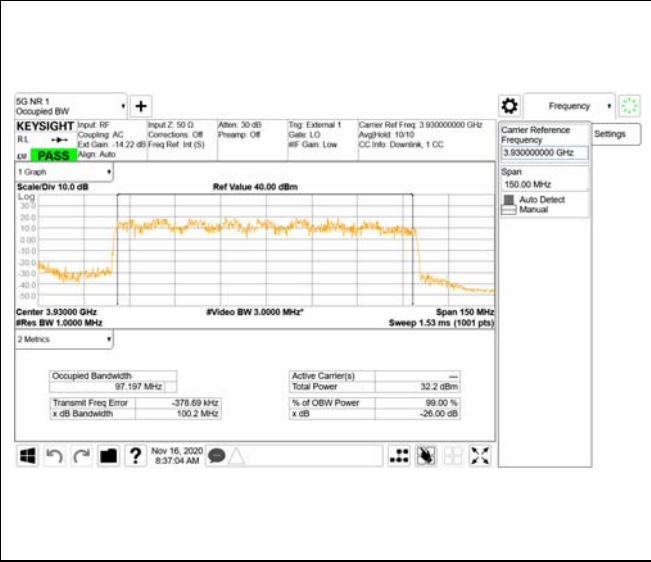 5G NR 1
Occupied BW
Frequency
KEYSIGHT
RL
PASS
Input: RF
Coupling: AC
Ext Gain: -14.22 dB
Align: Auto
Input Z: 50 Ω
Corrections: Off
Freq Ref: Int (S)
Atten: 30 dB
Preamp: Off
Trig: External 1
Gate: LO
#IF Gain: Low
Carrier Ref Freq: 3.930000000 GHz
Avg|Hold: 10/10
CC Info: Downlink, 1 CC
Carrier Reference
Frequency
3.930000000 GHz
Settings
Span
150.00 MHz
Auto Detect
Manual
1 Graph
Scale/Div 10.0 dB
Ref Value 40.00 dBm
Log
30.0
20.0
10.0
0.00
-10.0
-20.0
-30.0
-40.0
-50.0
Center 3.93000 GHz
#Video BW 3.0000 MHz*
Span 150 MHz
#Res BW 1.0000 MHz
Sweep 1.53 ms (1001 pts)
2 Metrics
Occupied Bandwidth
97.197 MHz
Active Carrier(s)
—
Total Power
32.2 dBm
Transmit Freq Error
-378.69 kHz
% of OBW Power
99.00 %
x dB Bandwidth
100.2 MHz
x dB
-26.00 dB
?
Nov 16, 2020
8:37:04 AM